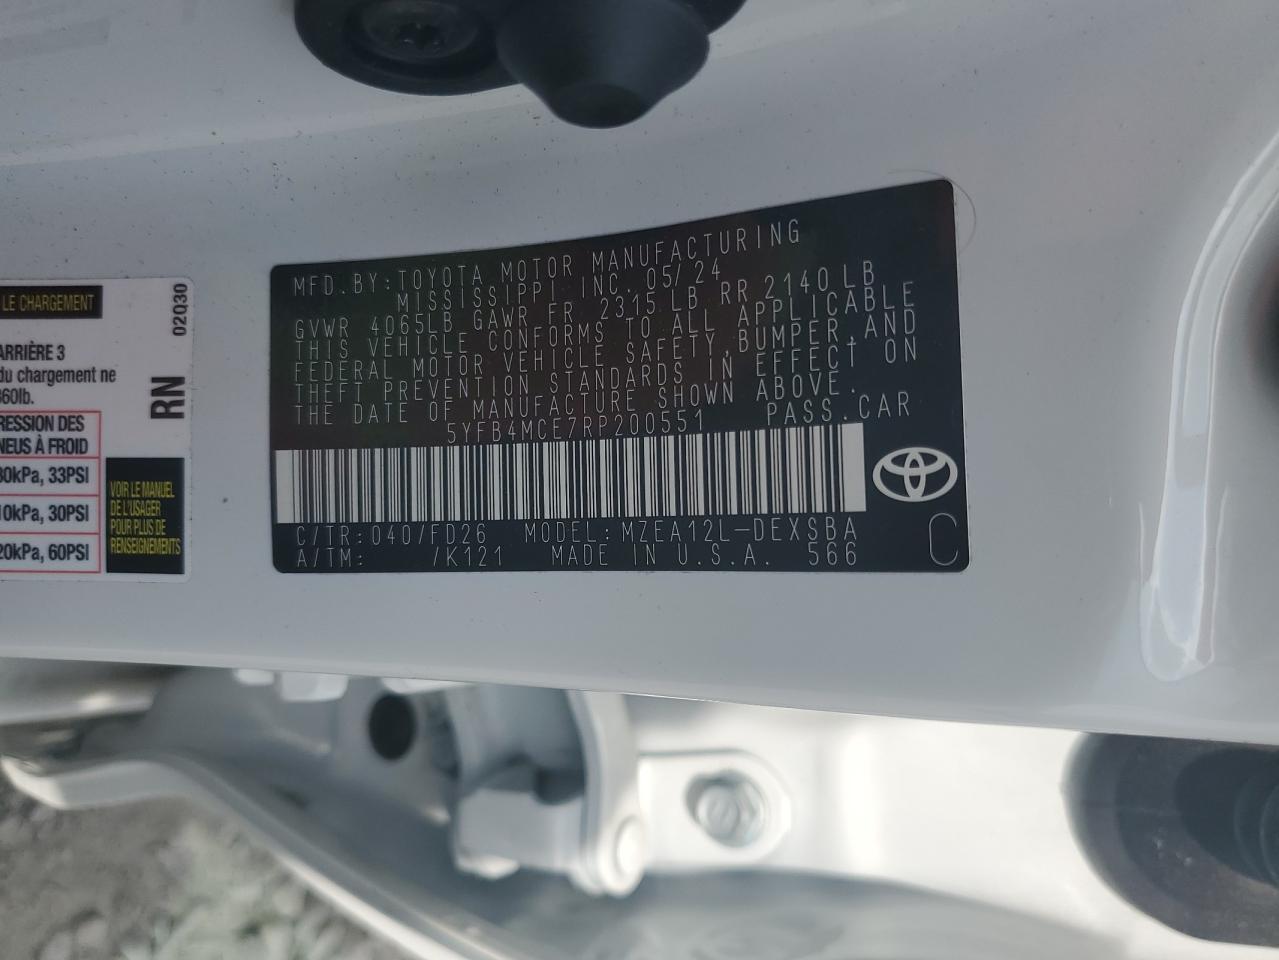 LE CHARGEMENT
02Q30
ARRIÈRE 3
du chargement ne
RN
NEUS À FROID
30kPa, 33PSI
10kPa, 30PSI
20kPa, 60PSI
VOIR LE MANUEL
DE L'USAGER
POUR PLUS DE
RENSEIGNEMENTS
MFD.BY:TOYOTA MOTOR MANUFACTURING
MISSISSIPPI INC. 05/24
GVWR 4065LB GAWR FR 2315LB RR 2140LB
THIS VEHICLE CONFORMS TO ALL APPLICABLE
FEDERAL MOTOR VEHICLE SAFETY,BUMPER,AND
THEFT PREVENTION STANDARDS IN EFFECT ON
THE DATE OF MANUFACTURE SHOWN ABOVE.
5YFB4MCE7RP200551 PASS.CAR
C/TR:040/FD26 MODEL:MZEA12L-DEXSBA
A/TM: /K121 MADE IN U.S.A. 566
C